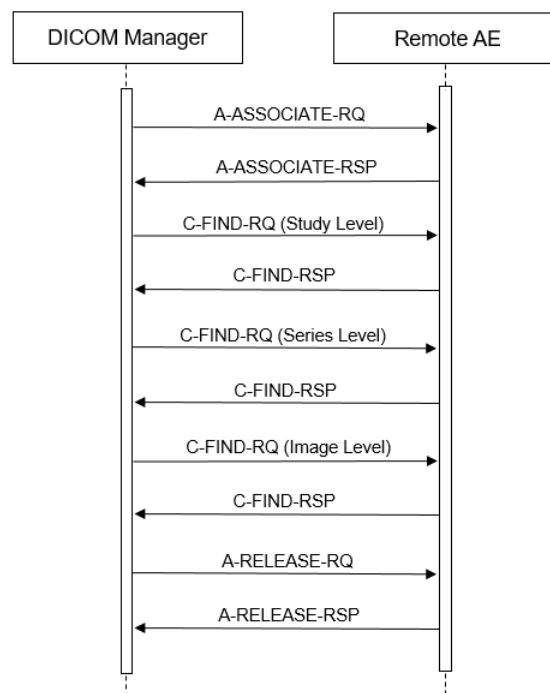 DICOM Manager
Remote AE
A-ASSOCIATE-RQ
A-ASSOCIATE-RSP
C-FIND-RQ (Study Level)
C-FIND-RSP
C-FIND-RQ (Series Level)
C-FIND-RSP
C-FIND-RQ (Image Level)
C-FIND-RSP
A-RELEASE-RQ
A-RELEASE-RSP